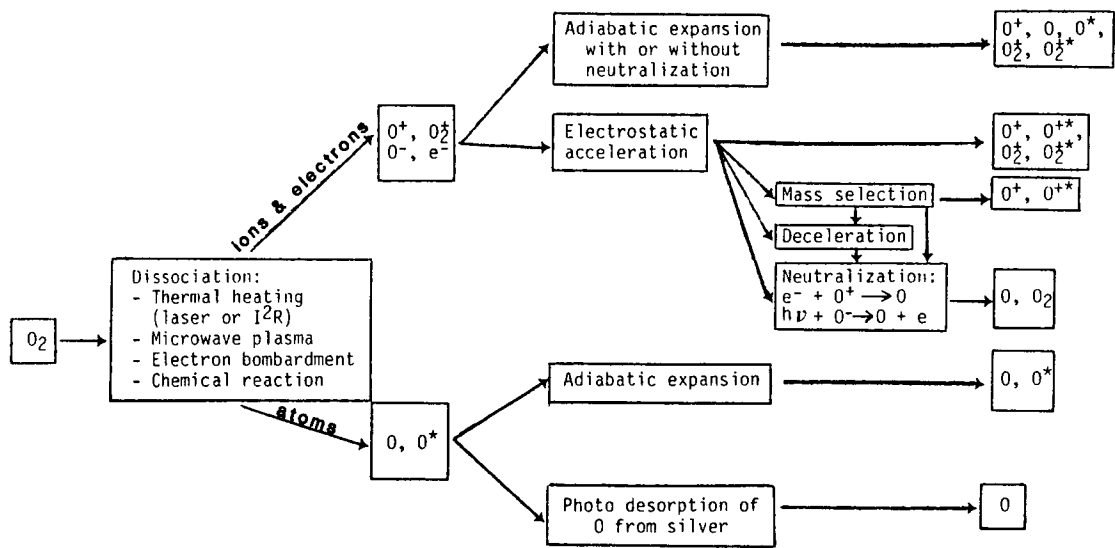 O₂
Dissociation:
- Thermal heating
(laser or I²R)
- Microwave plasma
- Electron bombardment
- Chemical reaction
ions & electrons
O⁺, O₂⁺
O⁻, e⁻
Adiabatic expansion
with or without
neutralization
O⁺, O, O*,
O₂⁺, O₂⁺*
Electrostatic
acceleration
O⁺, O⁺*,
O₂⁺, O₂⁺*
Mass selection
O⁺, O⁺*
Deceleration
Neutralization:
e⁻ + O⁺ → O
hν + O⁻ → O + e
O, O₂
atoms
O, O*
Adiabatic expansion
O, O*
Photo desorption of
O from silver
O